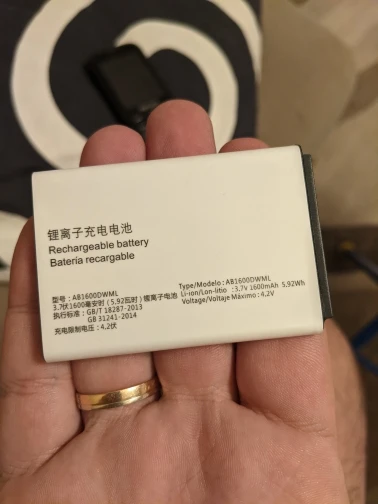 锂离子充电电池
Rechargeable battery
Batería recargable
型号: AB1600DWML
3.7伏1600毫安时 (5.92瓦时) 锂离子电池
执行标准: GB/T 18287-2013
GB 31241-2014
充电限制电压: 4.2伏
Type/Modelo: AB1600DWML
Li-ion/Lon-litio :3.7V 1600mAh 5.92Wh
Voltage/Voltaje Máximo: 4.2V